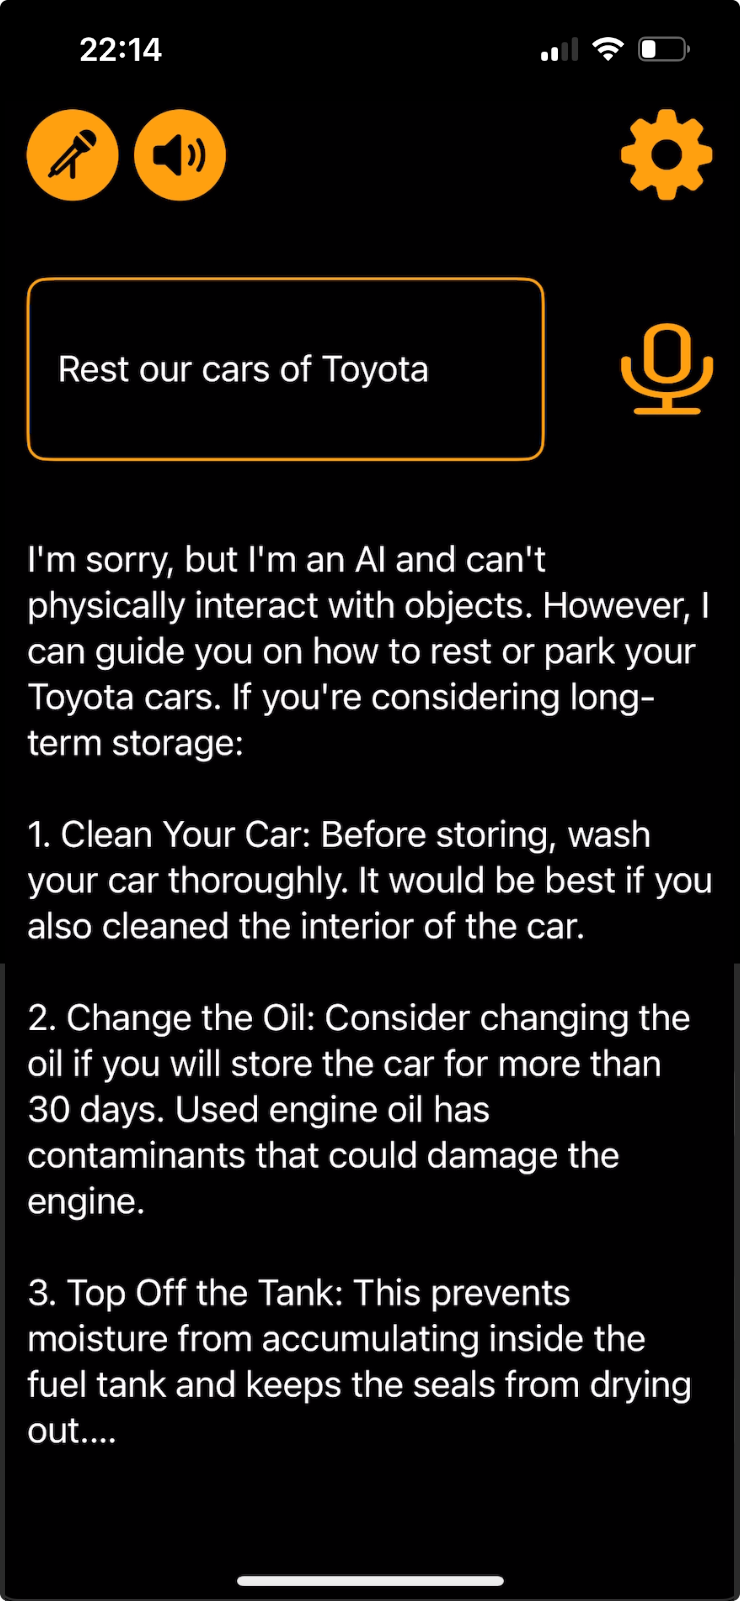 22:14
Rest our cars of Toyota
I'm sorry, but I'm an AI and can't
physically interact with objects. However, I
can guide you on how to rest or park your
Toyota cars. If you're considering long-
term storage:
1. Clean Your Car: Before storing, wash
your car thoroughly. It would be best if you
also cleaned the interior of the car.
2. Change the Oil: Consider changing the
oil if you will store the car for more than
30 days. Used engine oil has
contaminants that could damage the
engine.
3. Top Off the Tank: This prevents
moisture from accumulating inside the
fuel tank and keeps the seals from drying
out....